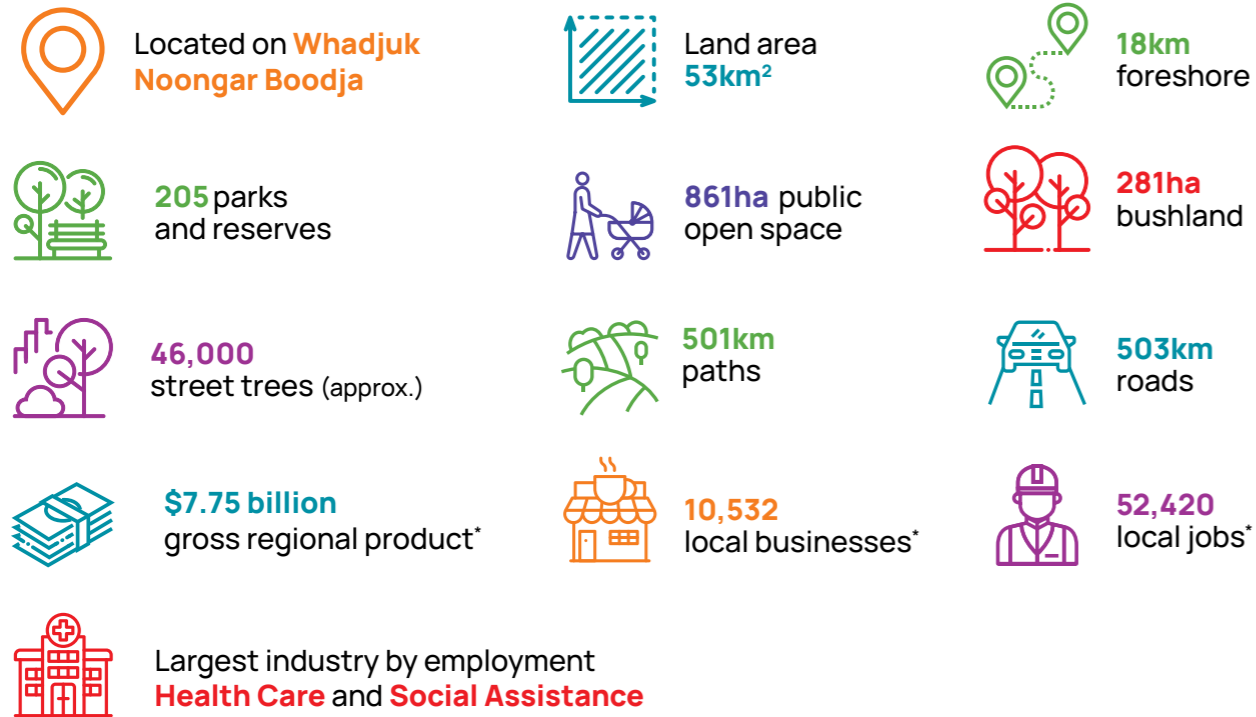 Located on Whadjuk
Noongar Boodja
Land area
53km²
18km
foreshore
205 parks
and reserves
861ha public
open space
281ha
bushland
46,000
street trees (approx.)
501km
paths
503km
roads
$7.75 billion
gross regional product*
10,532
local businesses*
52,420
local jobs*
Largest industry by employment
Health Care and Social Assistance